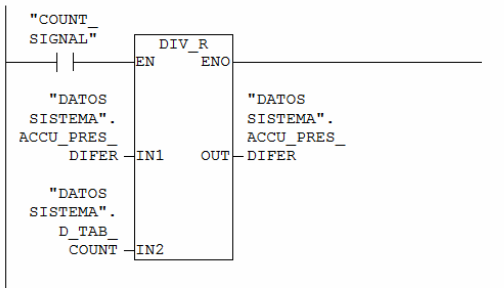 "COUNT_
SIGNAL"
DIV_R
EN ENO
"DATOS
SISTEMA".
ACCU_PRES_
DIFER IN1
OUT
"DATOS
SISTEMA".
ACCU_PRES_
DIFER
"DATOS
SISTEMA".
D_TAB_
COUNT IN2